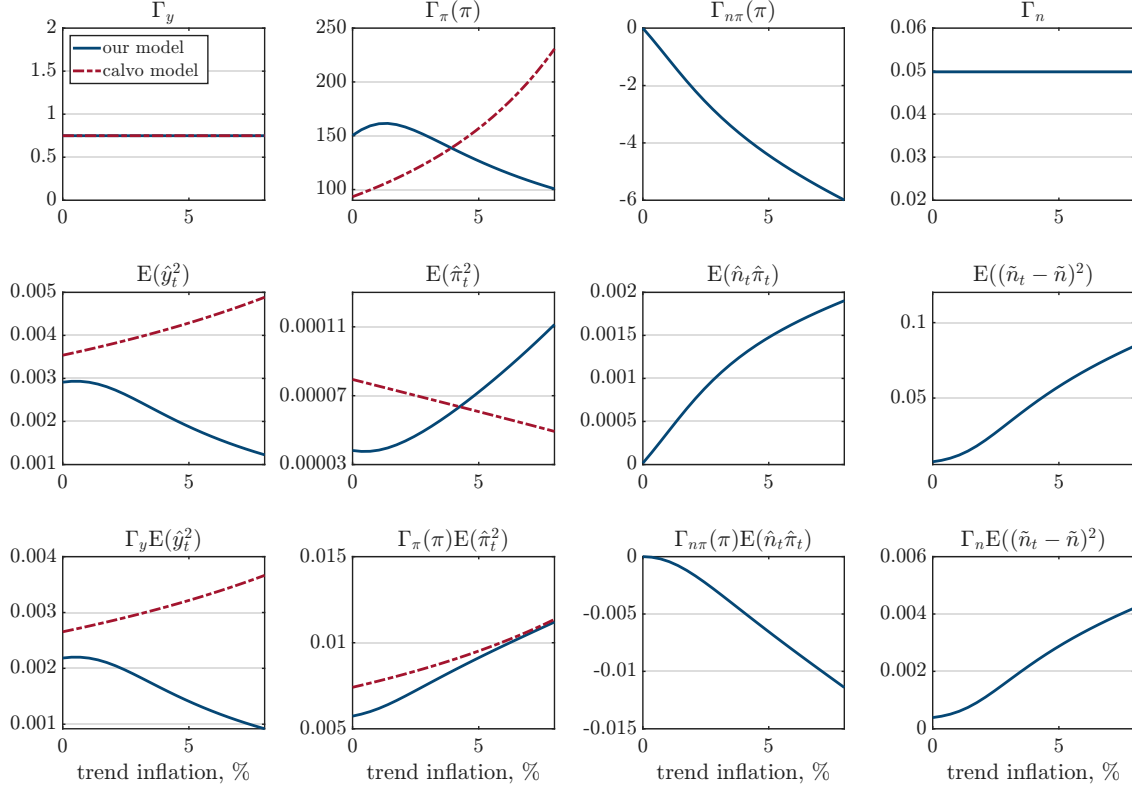 Γ_y Γ_π(π) Γ_{nπ}(π) Γ_n
our model
calvo model
2 1.5 1 0.5 0
250 200 150 100
0 -2 -4 -6
0.06 0.05 0.04 0.03 0.02
0 5 0 5 0 5 0 5
E(ŷ_t^2) E(π̂_t^2) E(n̂_t π̂_t) E((ñ_t − ñ)^2)
0.005 0.004 0.003 0.002 0.001
0.00011 0.00007 0.00003
0.002 0.0015 0.001 0.0005 0
0.1 0.05
0 5 0 5 0 5 0 5
Γ_y E(ŷ_t^2) Γ_π(π)E(π̂_t^2) Γ_{nπ}(π)E(n̂_t π̂_t) Γ_n E((ñ_t − ñ)^2)
0.004 0.003 0.002 0.001
0.015 0.01 0.005
0 -0.005 -0.01 -0.015
0.006 0.004 0.002 0
0 5 0 5 0 5 0 5
trend inflation, % trend inflation, % trend inflation, % trend inflation, %